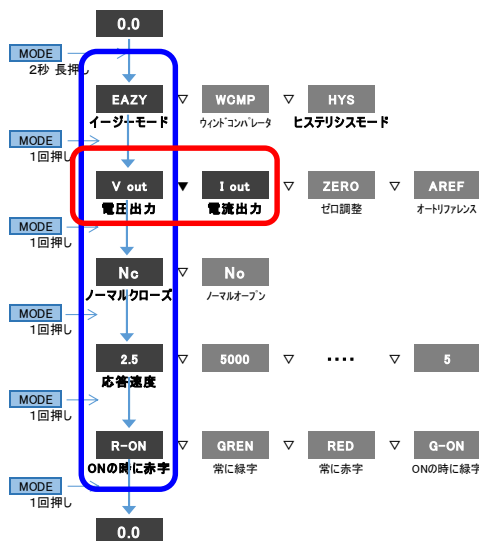 0.0
MODE
2秒 長押し
EAZY ▽ WCMP ▽ HYS
イージーモード ウィンドコンパレータ ヒステリシスモード
MODE
1回押し
V out ▼ I out ▽ ZERO ▽ AREF
電圧出力 電流出力 ゼロ調整 オートリファレンス
MODE
1回押し
Nc ▽ No
ノーマルクローズ ノーマルオープン
MODE
1回押し
2.5 ▽ 5000 ▽ ････ ▽ 5
応答速度
MODE
1回押し
R-ON ▽ GREN ▽ RED ▽ G-ON
ONの時に赤字 常に緑字 常に赤字 ONの時に緑字
MODE
1回押し
0.0